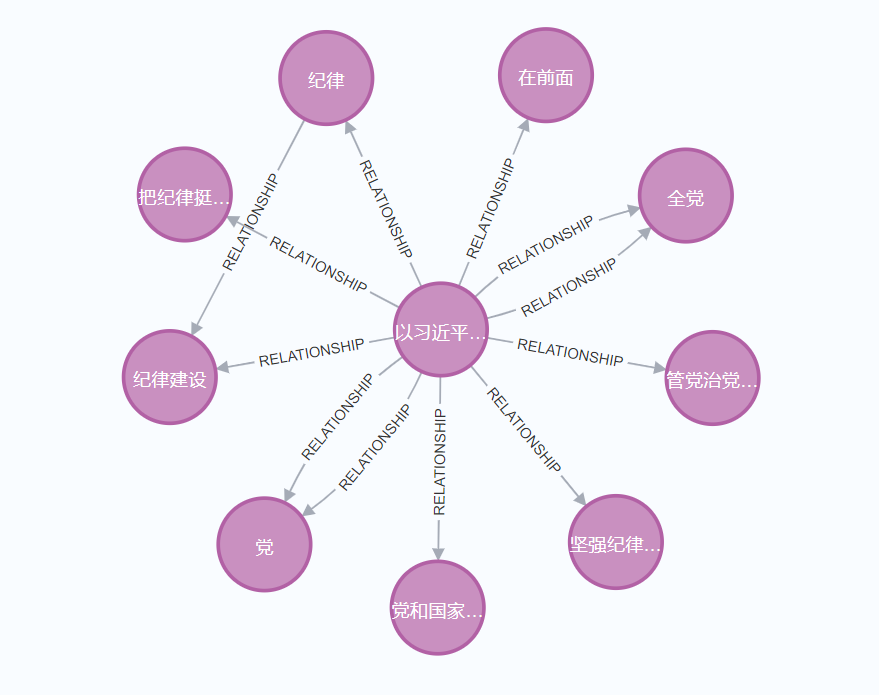 纪律
在前面
RELATIONSHIP
RELATIONSHIP
把纪律挺...
RELATIONSHIP
全党
RELATIONSHIP
RELATIONSHIP
RELATIONSHIP
以习近平...
RELATIONSHIP
RELATIONSHIP
纪律建设
管党治党...
RELATIONSHIP
RELATIONSHIP
RELATIONSHIP
RELATIONSHIP
党
坚强纪律...
党和国家...